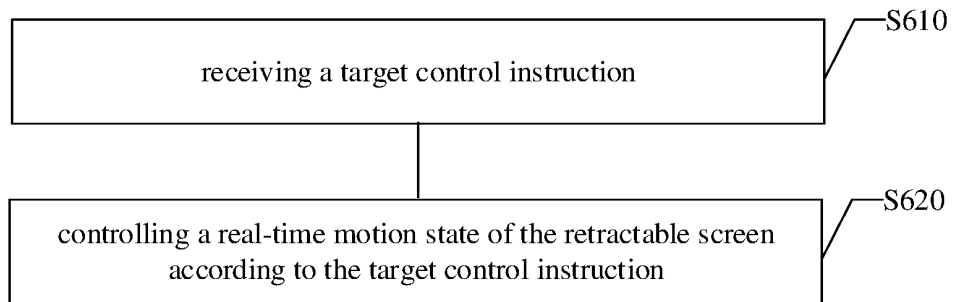 S610
receiving a target control instruction
S620
controlling a real-time motion state of the retractable screen
according to the target control instruction